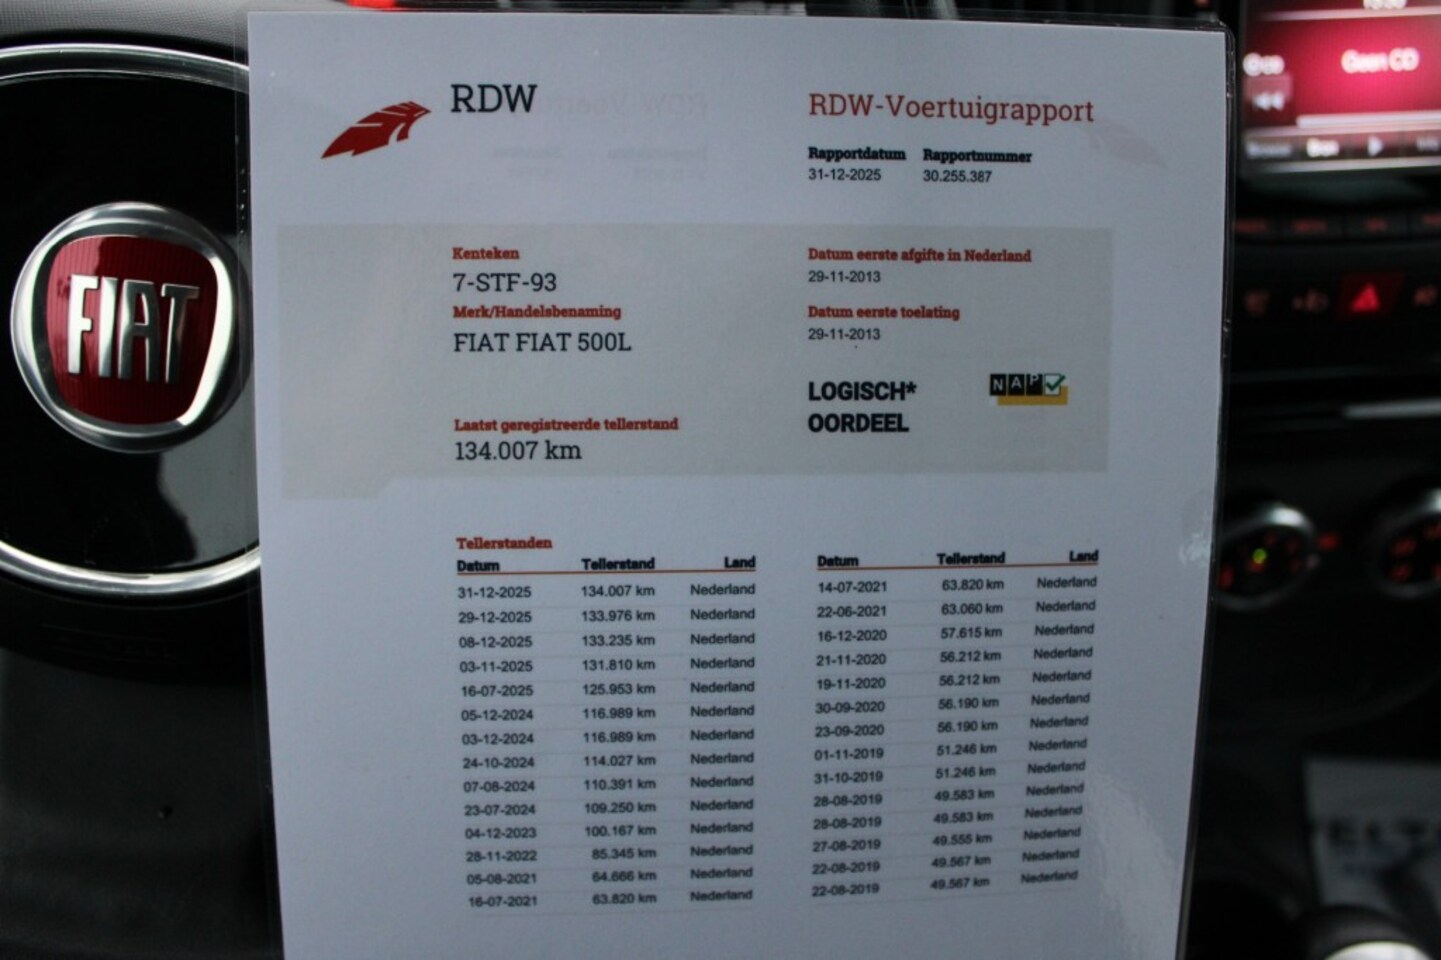 FIAT
Geen CD
RDW
RDW-Voertuigrapport
Rapportdatum Rapportnummer
31-12-2025 30.255.387
Kenteken
7-STF-93
Merk/Handelsbenaming
FIAT FIAT 500L
Laatst geregistreerde tellerstand
134.007 km
Datum eerste afgifte in Nederland
29-11-2013
Datum eerste toelating
29-11-2013
LOGISCH*
OORDEEL
NAP
Tellerstanden
Datum Tellerstand Land
31-12-2025 134.007 km Nederland
29-12-2025 133.976 km Nederland
08-12-2025 133.235 km Nederland
03-11-2025 131.810 km Nederland
16-07-2025 125.953 km Nederland
05-12-2024 116.989 km Nederland
03-12-2024 116.989 km Nederland
24-10-2024 114.027 km Nederland
07-08-2024 110.391 km Nederland
23-07-2024 109.250 km Nederland
04-12-2023 100.167 km Nederland
28-11-2022 85.345 km Nederland
05-08-2021 64.666 km Nederland
16-07-2021 63.820 km Nederland
Datum Tellerstand Land
14-07-2021 63.820 km Nederland
22-06-2021 63.060 km Nederland
16-12-2020 57.615 km Nederland
21-11-2020 56.212 km Nederland
19-11-2020 56.212 km Nederland
30-09-2020 56.190 km Nederland
23-09-2020 56.190 km Nederland
01-11-2019 51.246 km Nederland
31-10-2019 51.246 km Nederland
28-08-2019 49.583 km Nederland
28-08-2019 49.583 km Nederland
27-08-2019 49.555 km Nederland
22-08-2019 49.567 km Nederland
22-08-2019 49.567 km Nederland